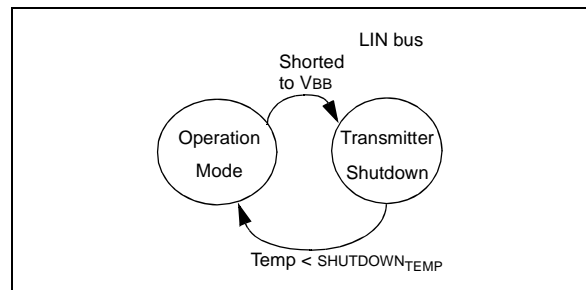 LIN bus
Shorted
to VBB
Operation
Mode
Transmitter
Shutdown
Temp < SHUTDOWNTEMP